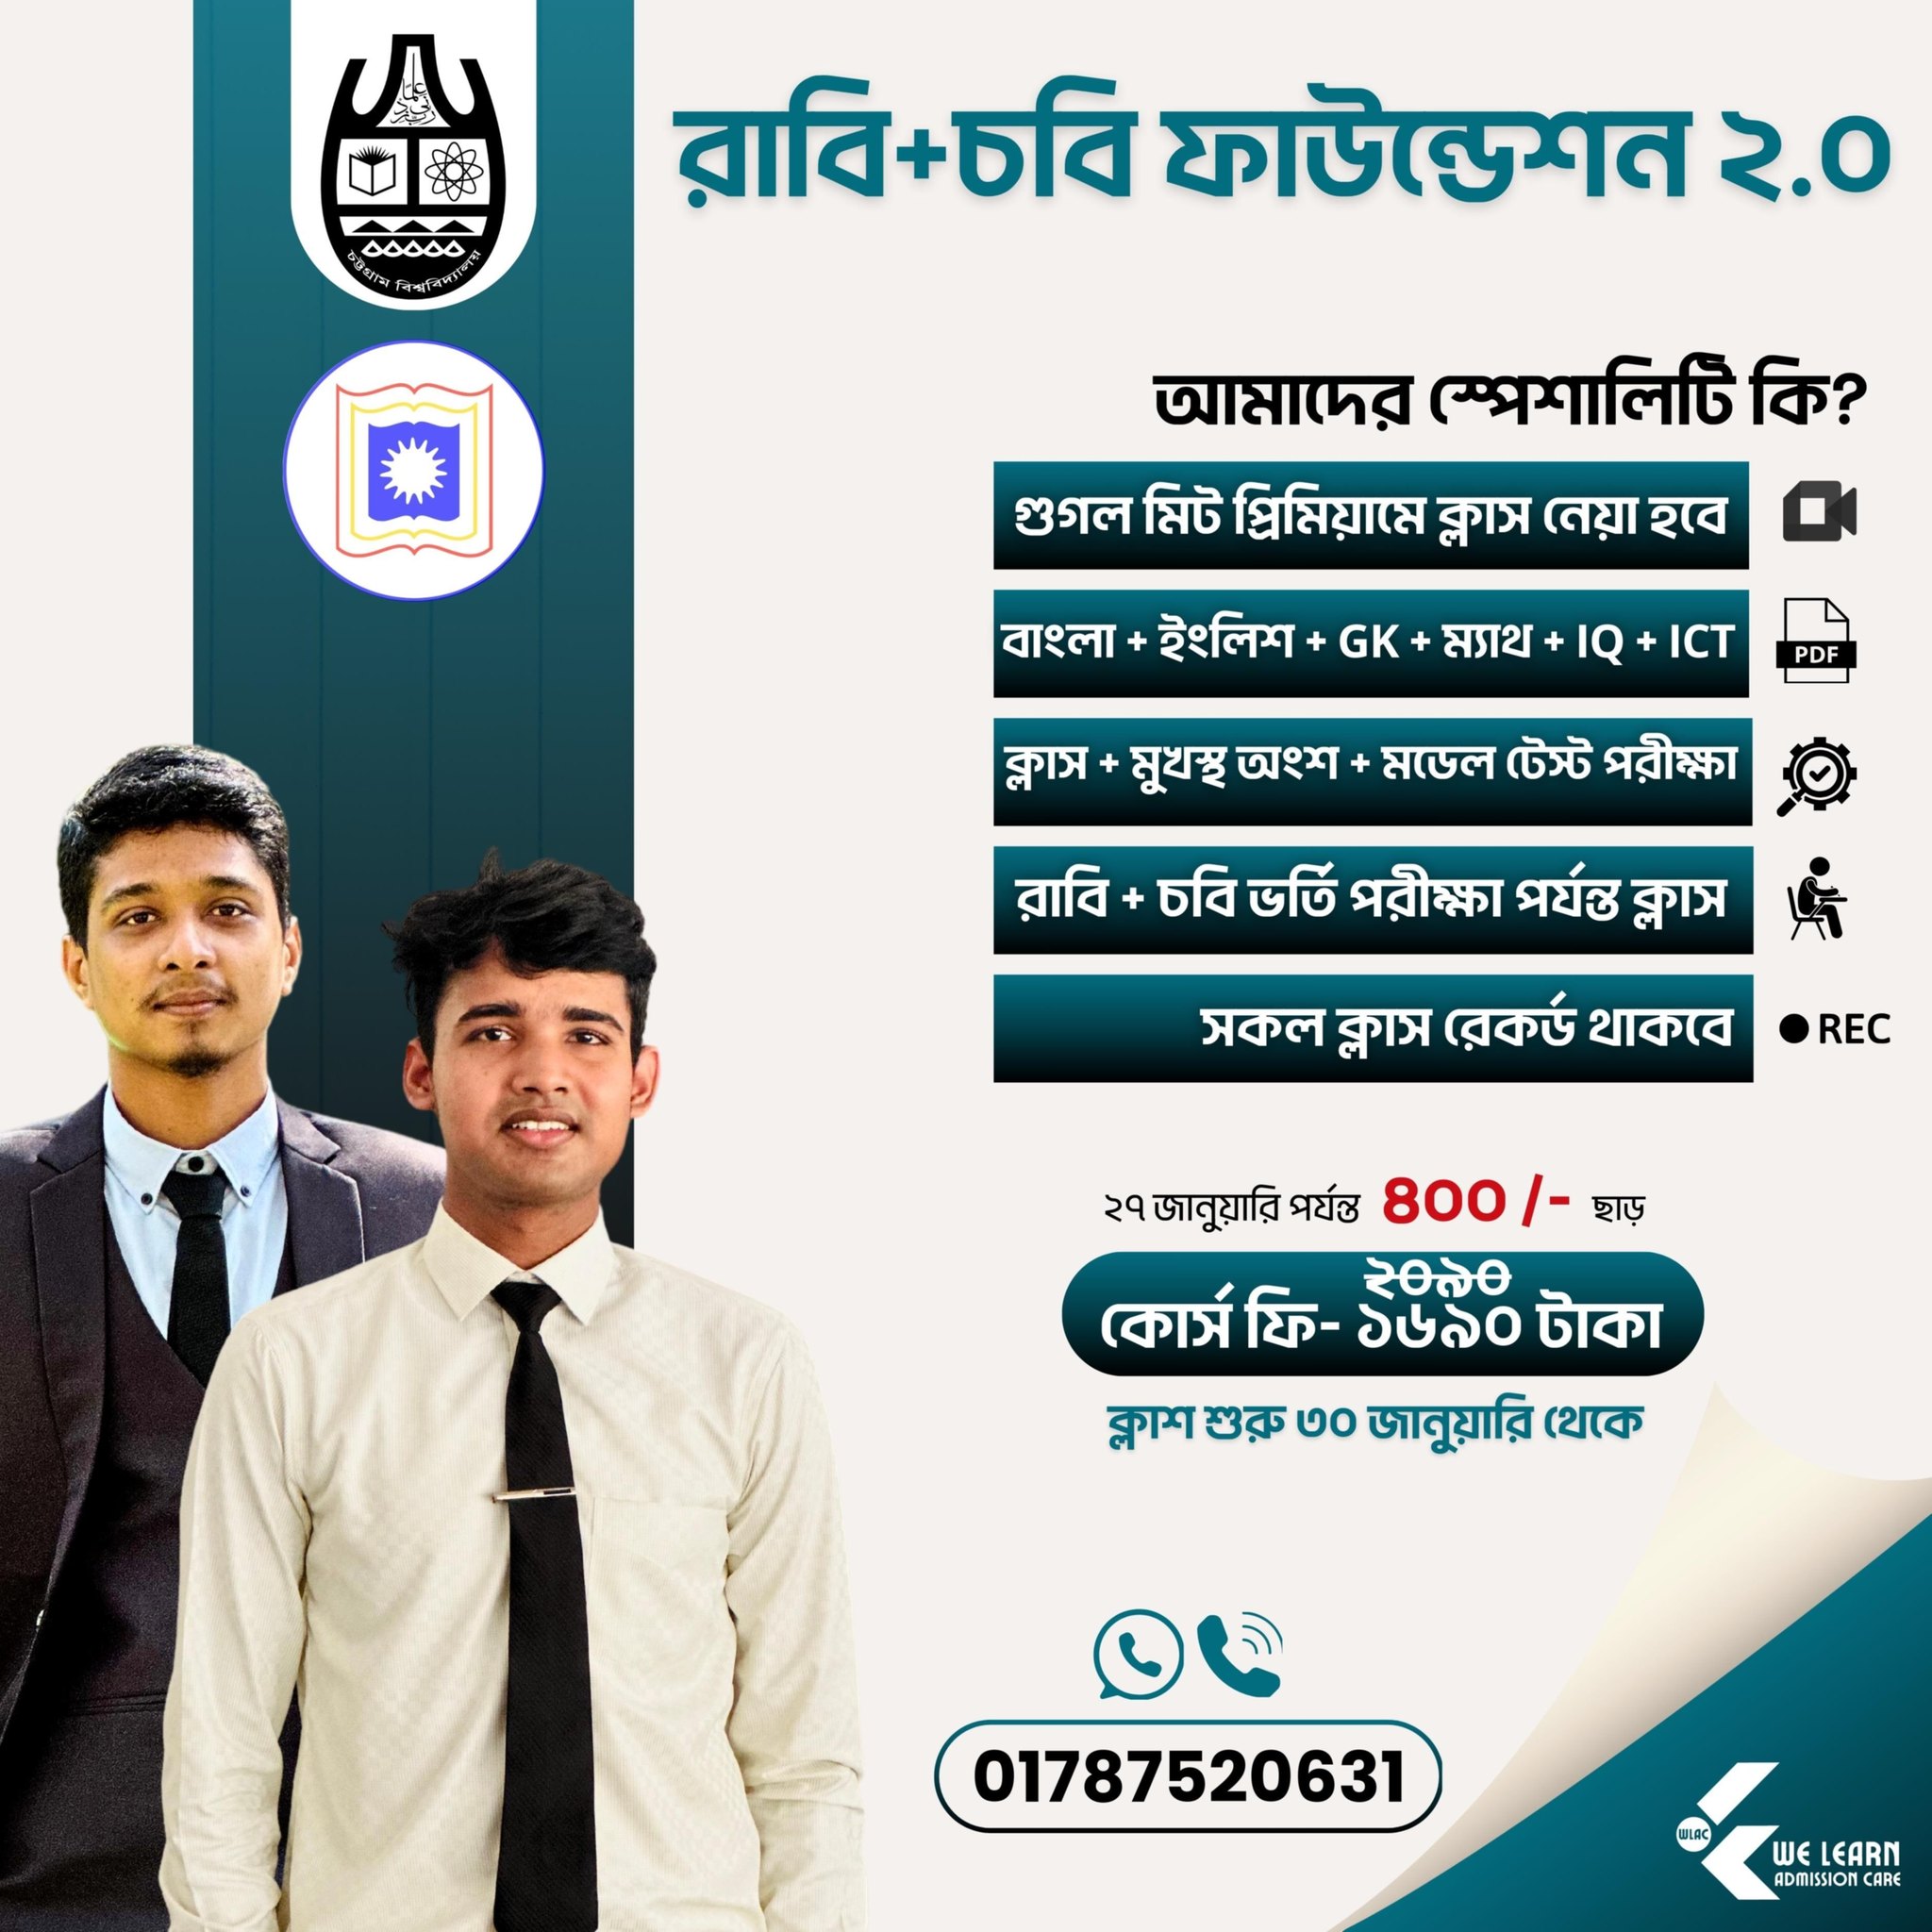 চট্টগ্রাম বিশ্ববিদ্যালয়
রাবি+চবি ফাউন্ডেশন ২.০
আমাদের স্পেশালিটি কি?
গুগল মিট প্রিমিয়ামে ক্লাস নেয়া হবে
বাংলা + ইংলিশ + GK + ম্যাথ + IQ + ICT
PDF
ক্লাস + মুখস্থ অংশ + মডেল টেস্ট পরীক্ষা
রাবি + চবি ভর্তি পরীক্ষা পর্যন্ত ক্লাস
সকল ক্লাস রেকর্ড থাকবে
REC
২৭ জানুয়ারি পর্যন্ত ৪০০ /- ছাড়
২০৯০
কোর্স ফি- ১৬৯০ টাকা
ক্লাশ শুরু ৩০ জানুয়ারি থেকে
01787520631
WLAC
WE LEARN
ADMISSION CARE